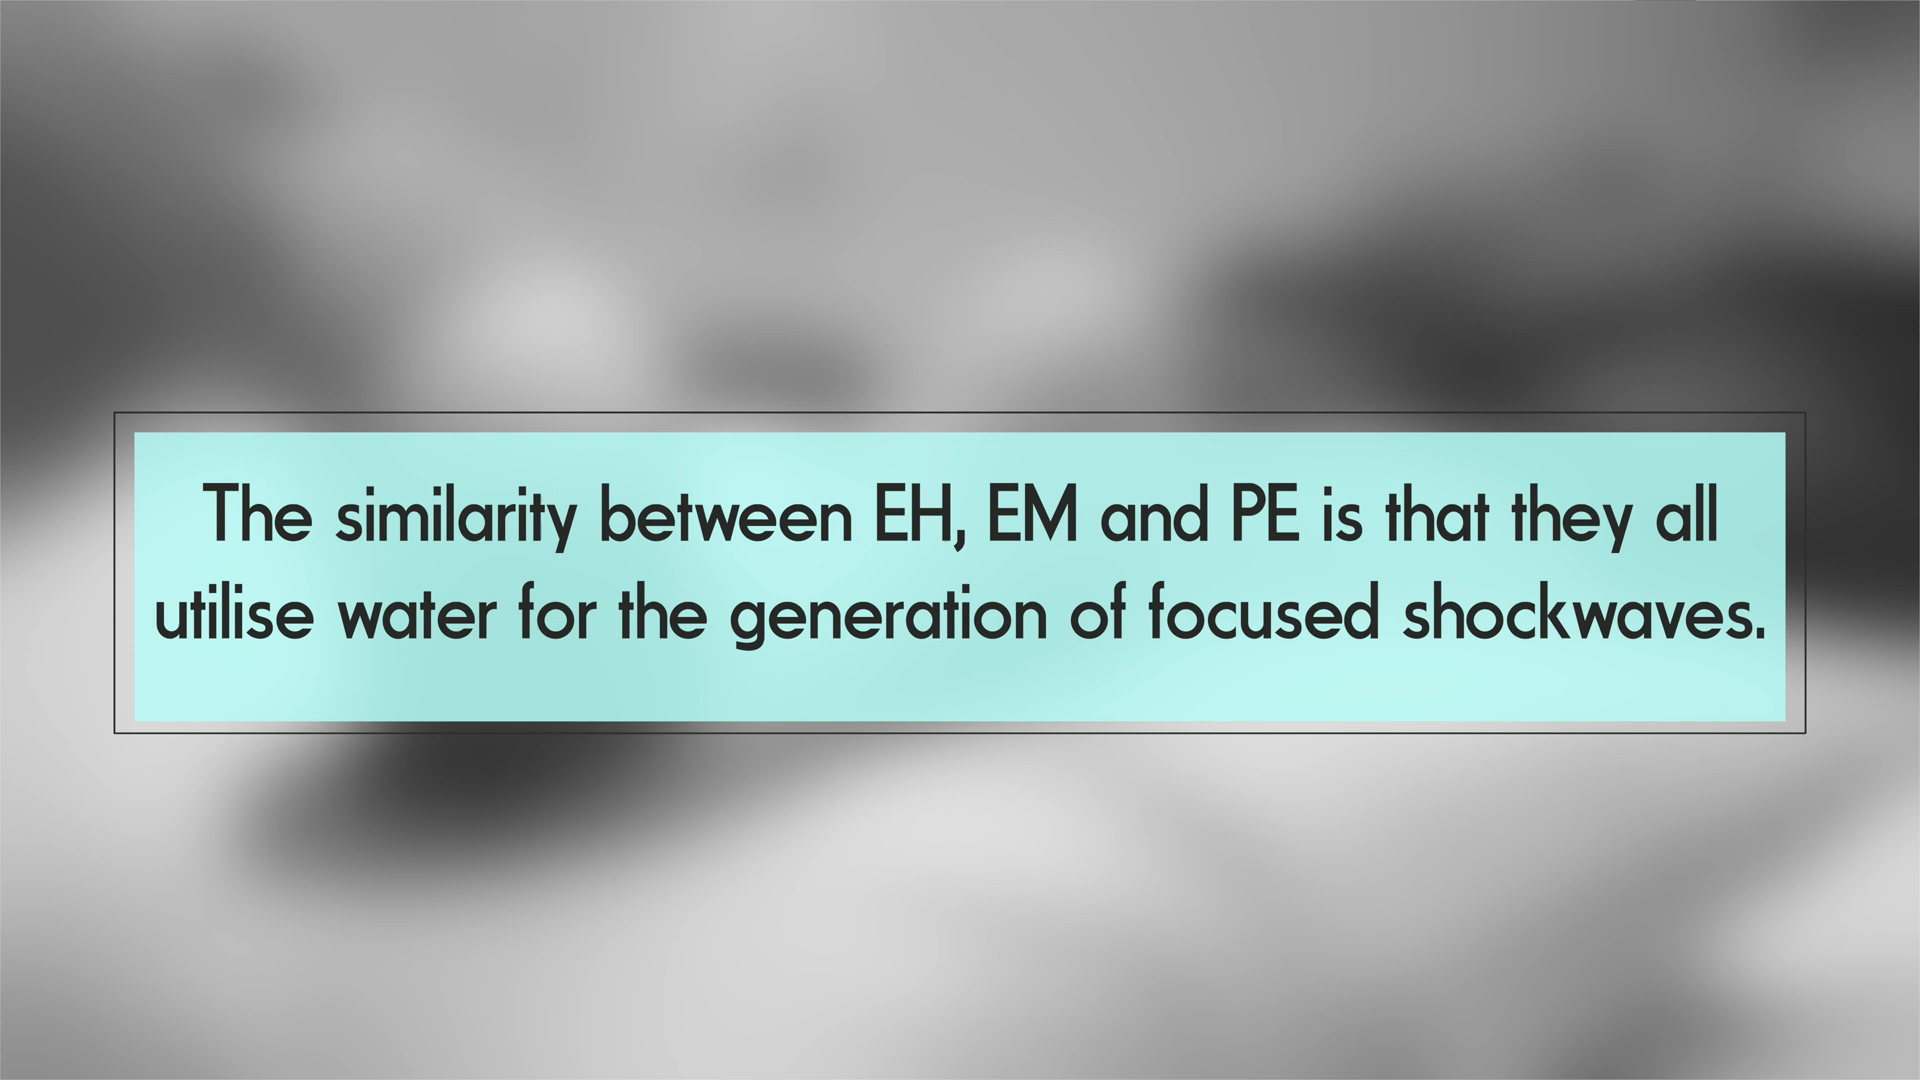 The similarity between EH, EM and PE is that they all
utilise water for the generation of focused shockwaves.